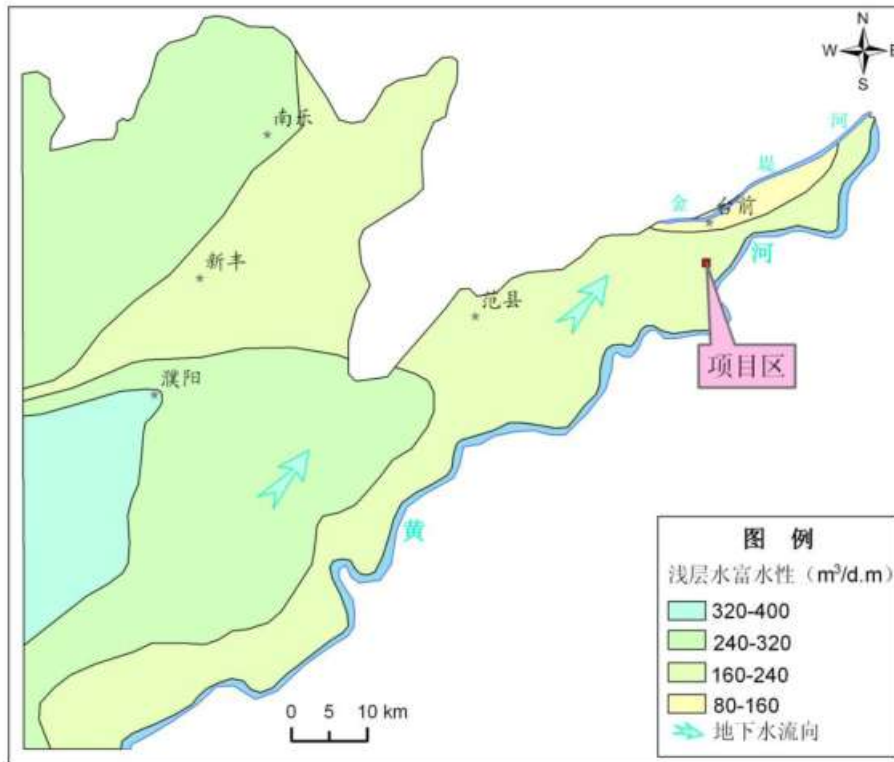 N
W
E
S
南乐
河
堤
金
台前
河
新丰
范县
项目区
濮阳
黄
图 例
浅层水富水性（m³/d.m）
320-400
240-320
160-240
80-160
地下水流向
0 5 10 km